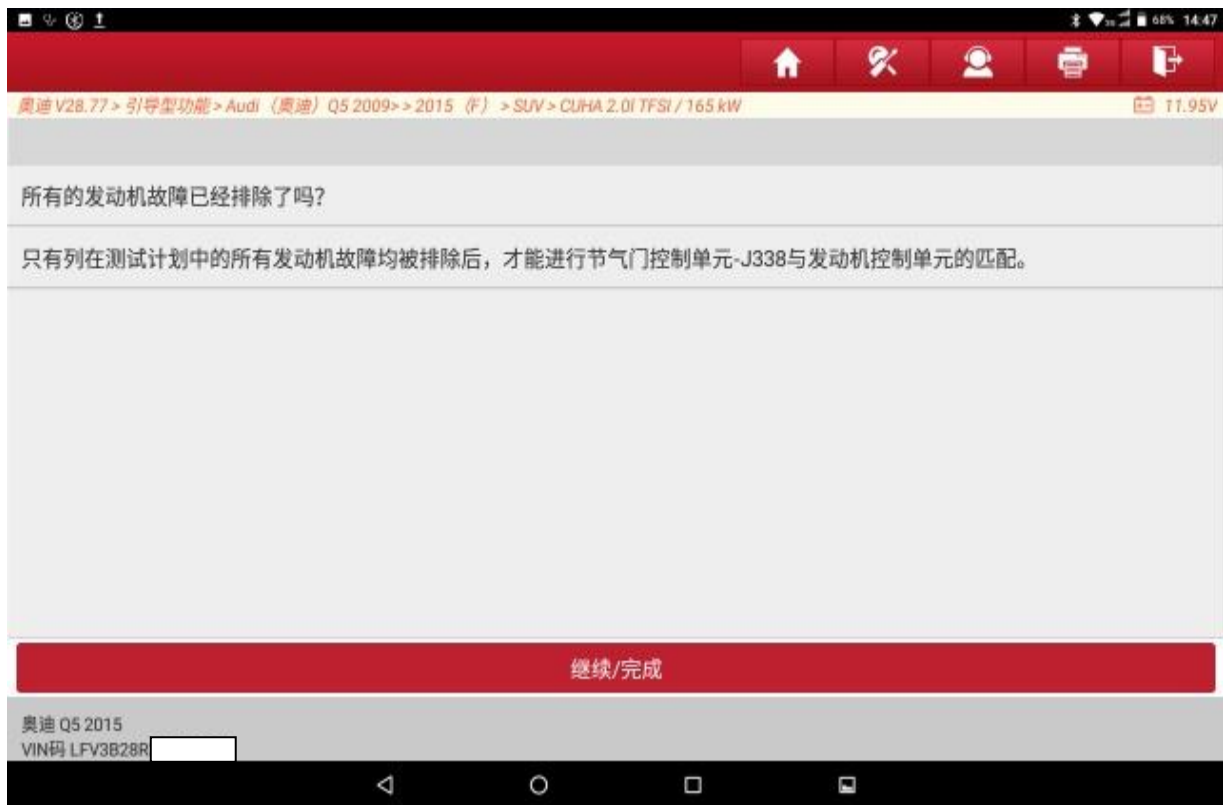 68% 14:47
奥迪 V28.77 > 引导型功能 > Audi（奥迪）Q5 2009>> 2015（F）> SUV > CUHA 2.0l TFSI / 165 kW
11.95V
所有的发动机故障已经排除了吗?
只有列在测试计划中的所有发动机故障均被排除后，才能进行节气门控制单元-J338与发动机控制单元的匹配。
继续/完成
奥迪 Q5 2015
VIN码 LFV3B28R